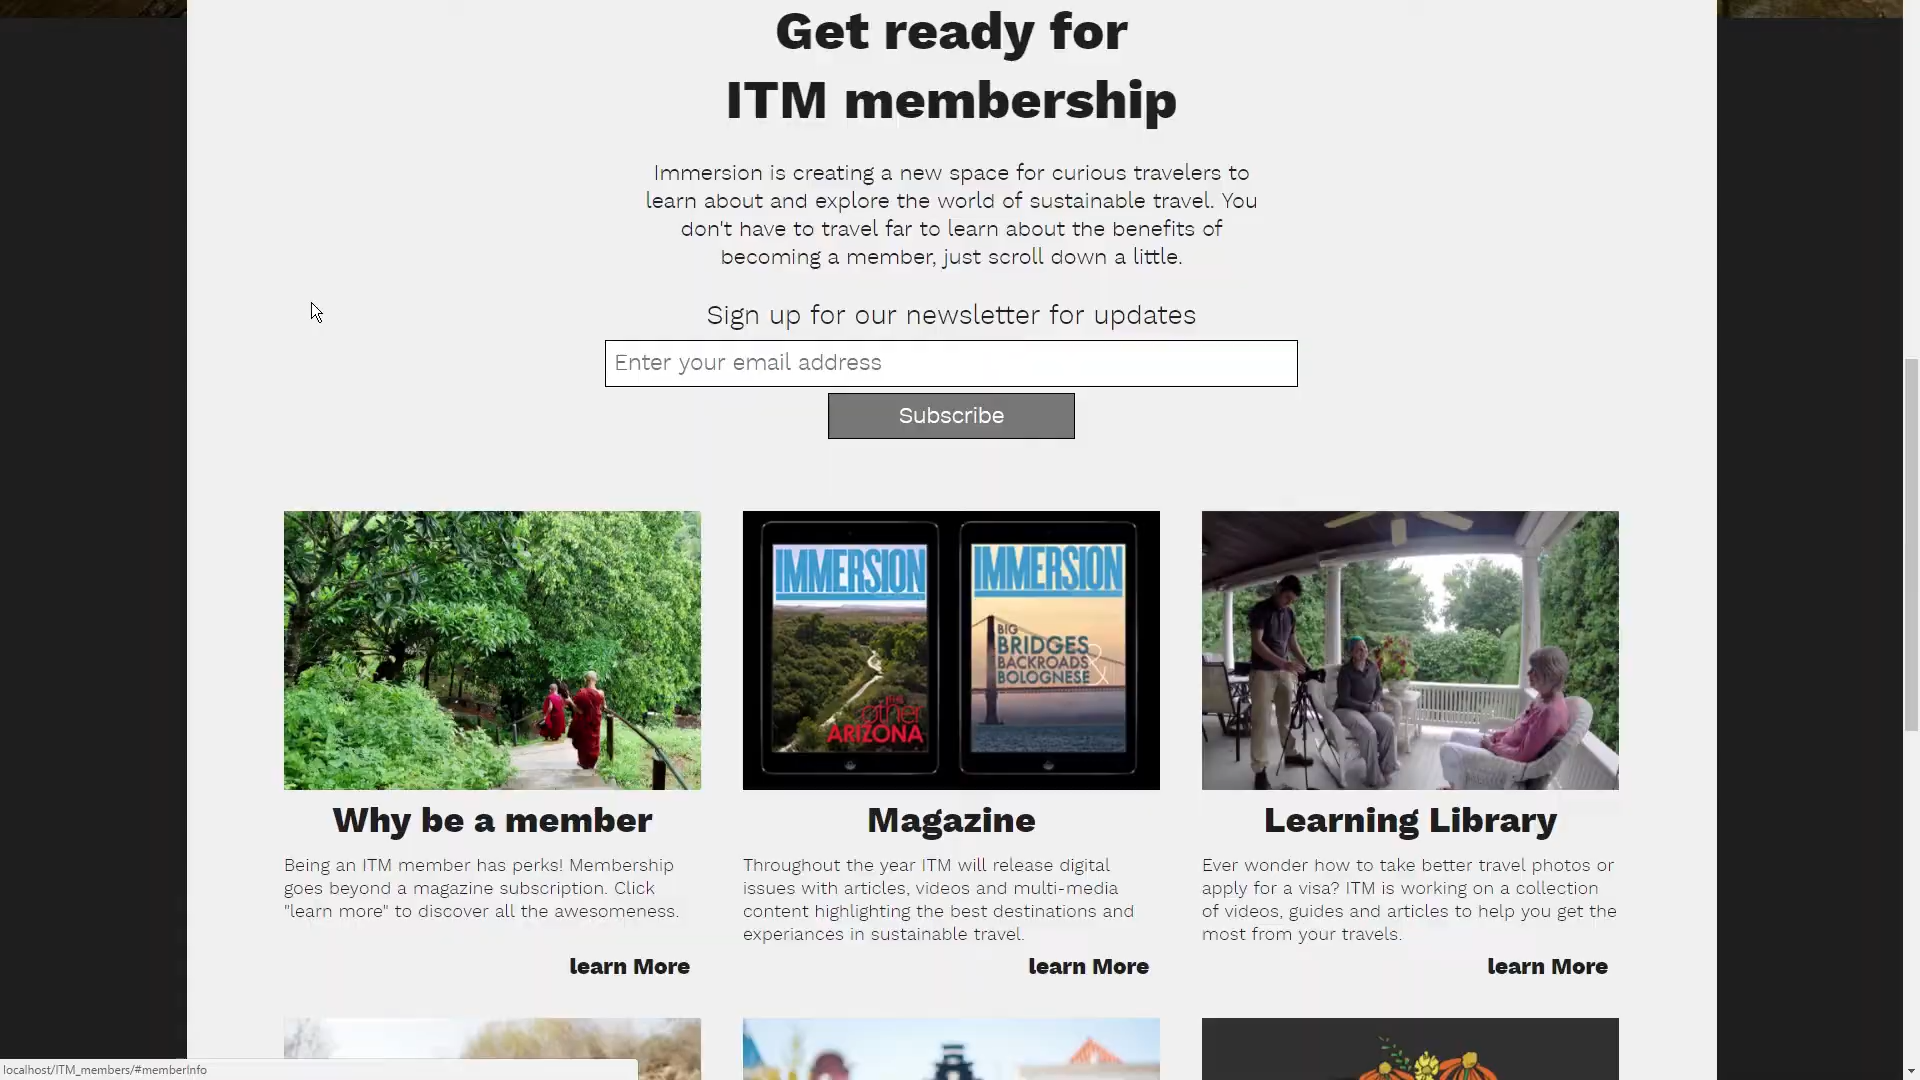 Get ready for
ITM membership
Immersion is creating a new space for curious travelers to
learn about and explore the world of sustainable travel. You
don't have to travel far to learn about the benefits of
becoming a member, just scroll down a little.
Sign up for our newsletter for updates
Enter your email address
Subscribe
IMMERSION
the
other
ARIZONA
IMMERSION
BIG
BRIDGES
BACKROADS &
BOLOGNESE
Why be a member
Being an ITM member has perks! Membership
goes beyond a magazine subscription. Click
"learn more" to discover all the awesomeness.
learn More
Magazine
Throughout the year ITM will release digital
issues with articles, videos and multi-media
content highlighting the best destinations and
experiances in sustainable travel.
learn More
Learning Library
Ever wonder how to take better travel photos or
apply for a visa? ITM is working on a collection
of videos, guides and articles to help you get the
most from your travels.
learn More
localhost/ITM_members/#memberInfo